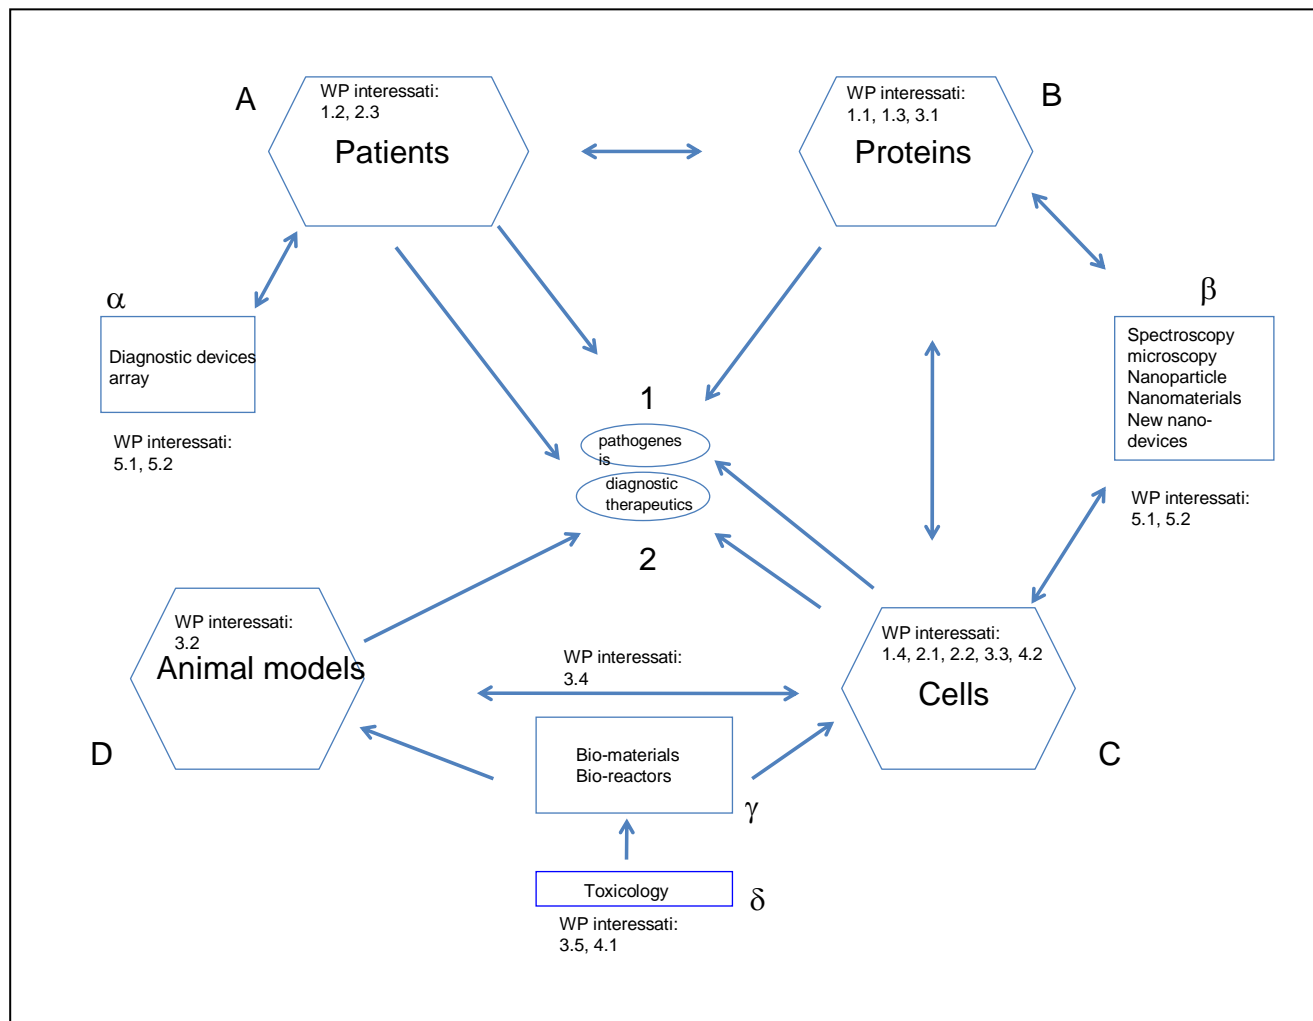 A
WP interessati:
1.2, 2.3
Patients
WP interessati:
1.1, 1.3, 3.1
Proteins
B
α
Diagnostic devices
array
WP interessati:
5.1, 5.2
β
Spectroscopy
microscopy
Nanoparticle
Nanomaterials
New nano-
devices
WP interessati:
5.1, 5.2
1
pathogenes
is
diagnostic
therapeutics
2
WP interessati:
3.2
Animal models
D
WP interessati:
3.4
WP interessati:
1.4, 2.1, 2.2, 3.3, 4.2
Cells
C
Bio-materials
Bio-reactors
γ
Toxicology
δ
WP interessati:
3.5, 4.1